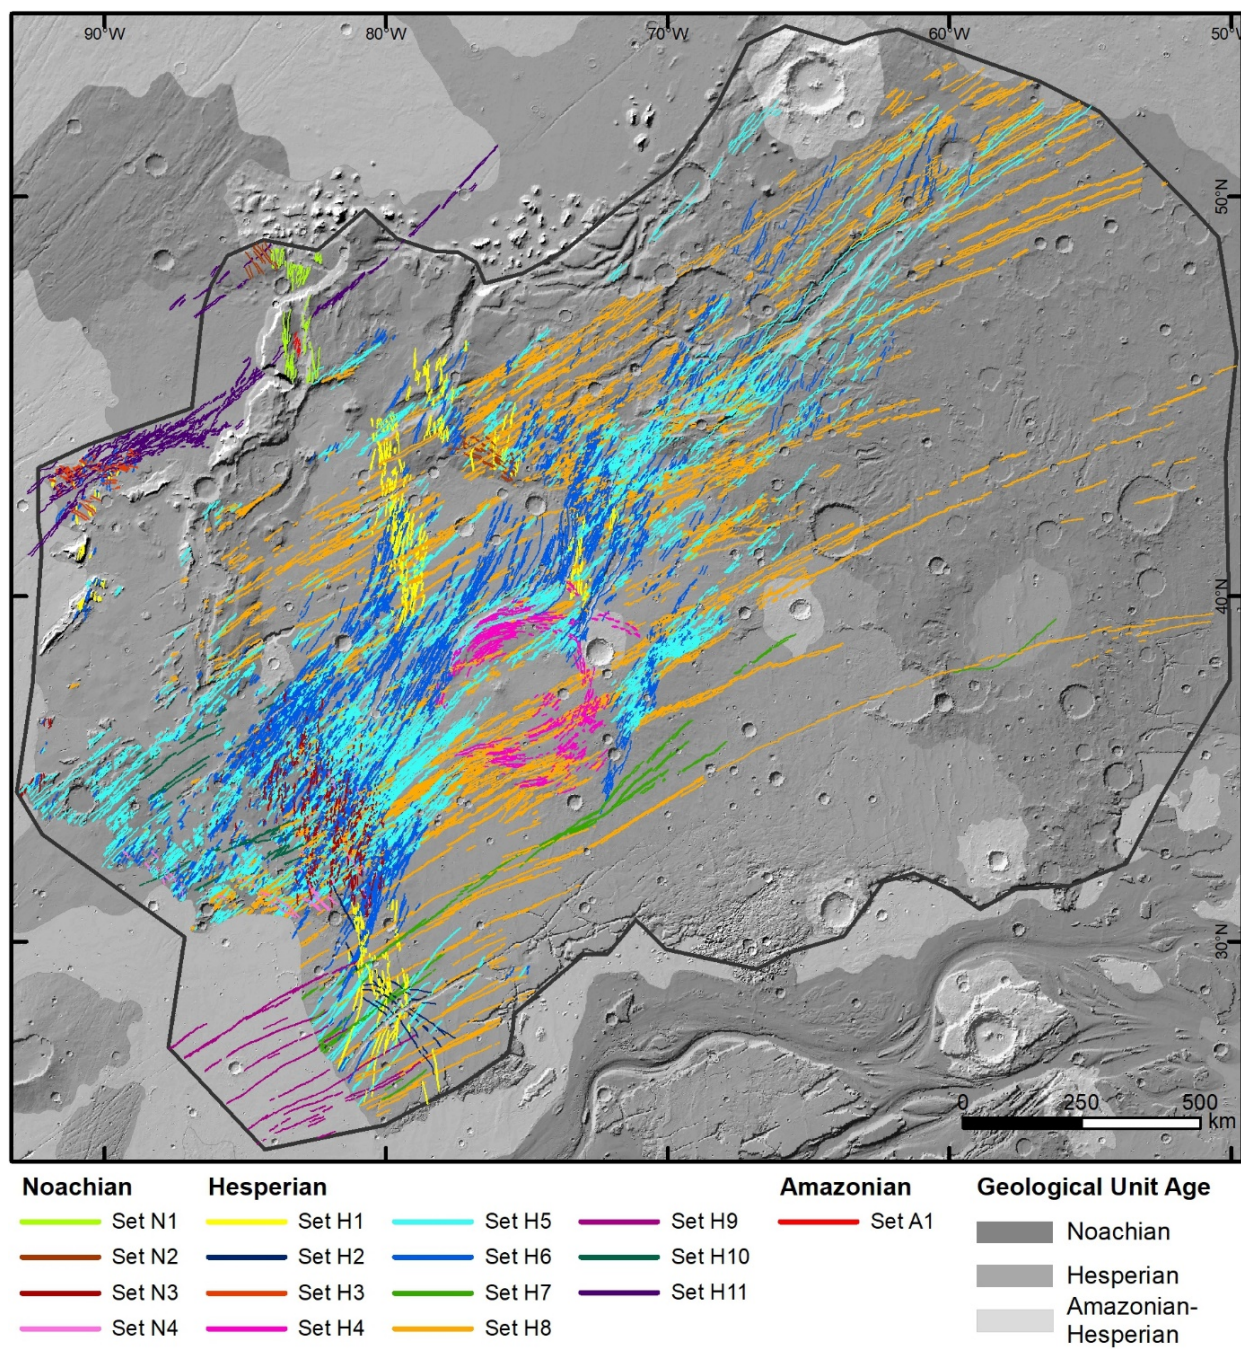 90°W 80°W 70°W 60°W 50°W
50°N
40°N
30°N
0 250 500
km
Noachian Hesperian Amazonian Geological Unit Age
Set N1 Set H1 Set H5 Set H9 Set A1
Noachian
Set N2 Set H2 Set H6 Set H10
Hesperian
Set N3 Set H3 Set H7 Set H11
Amazonian-
Hesperian
Set N4 Set H4 Set H8